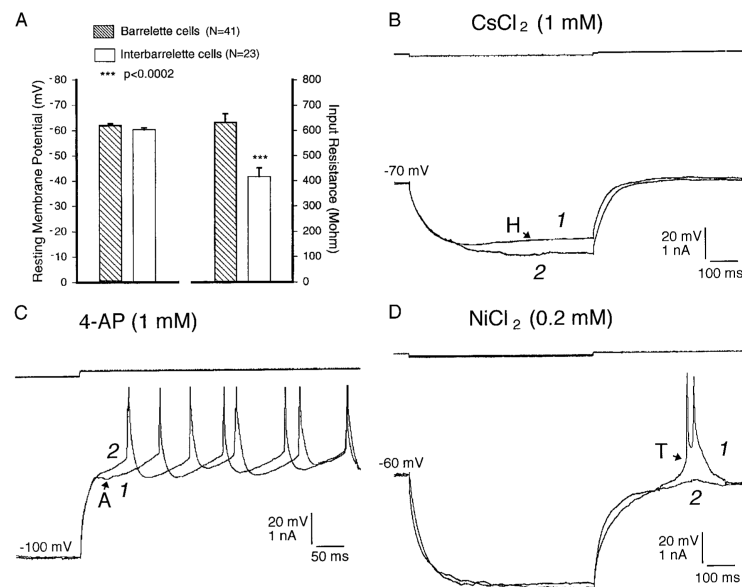 A
Barrelette cells (N=41)
Interbarrelette cells (N=23)
*** p<0.0002
Resting Membrane Potential (mV)
-80
-70
-60
-50
-40
-30
-20
-10
0
***
800
700
600
500
400
300
200
100
0
Input Resistance (Mohm)
B
CsCl2 (1 mM)
-70 mV
H
1
2
20 mV
1 nA
100 ms
C
4-AP (1 mM)
2
1
A
-100 mV
20 mV
1 nA
50 ms
D
NiCl2 (0.2 mM)
-60 mV
T
1
2
20 mV
1 nA
100 ms